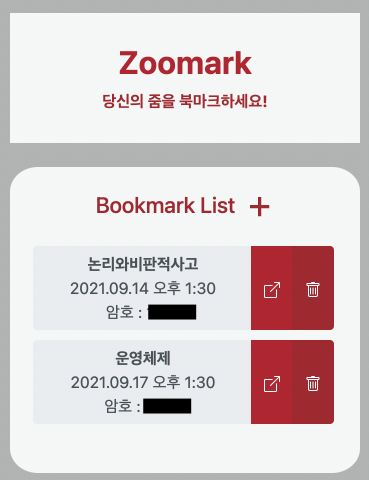 Zoomark
당신의 줌을 북마크하세요!
Bookmark List +
논리와비판적사고
2021.09.14 오후 1:30
암호 :
운영체제
2021.09.17 오후 1:30
암호 :